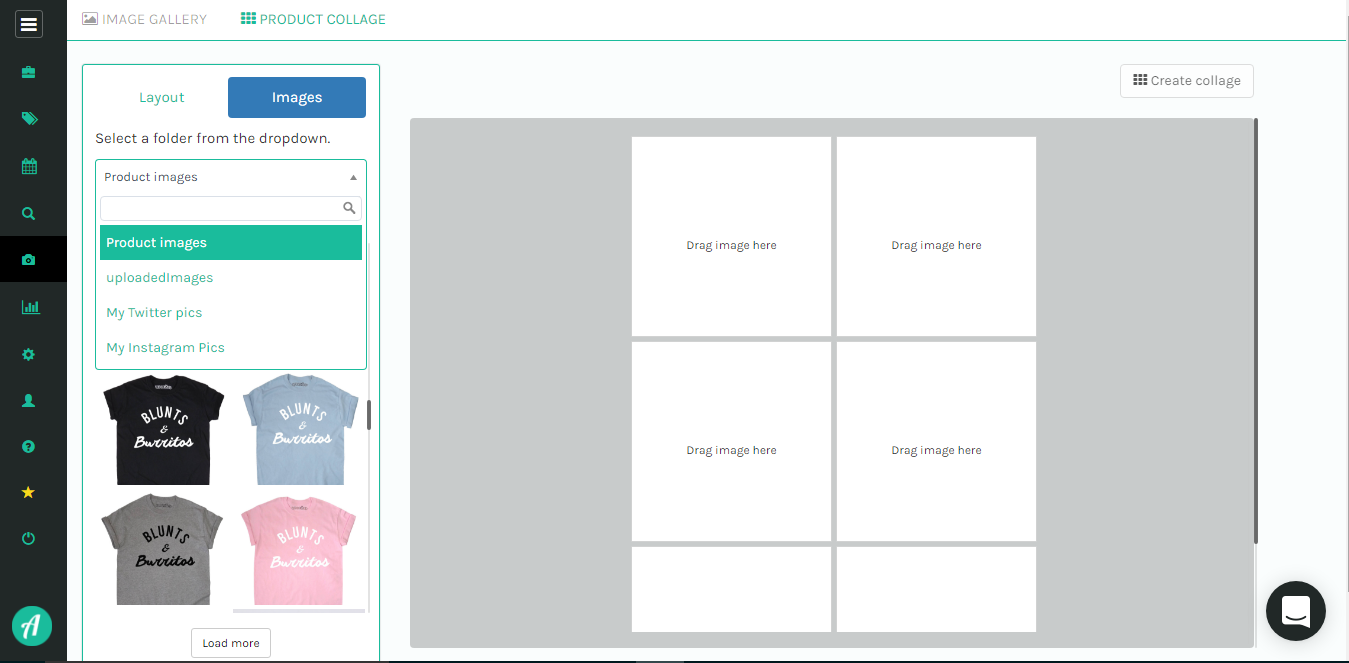 IMAGE GALLERY
PRODUCT COLLAGE
Layout
Images
Select a folder from the dropdown.
Product images
Product images
uploadedImages
My Twitter pics
My Instagram Pics
BLUNTS
&
Burritos
BLUNTS
&
Burritos
BLUNTS
&
Burritos
BLUNTS
&
Burritos
Load more
Create collage
Drag image here
Drag image here
Drag image here
Drag image here
A